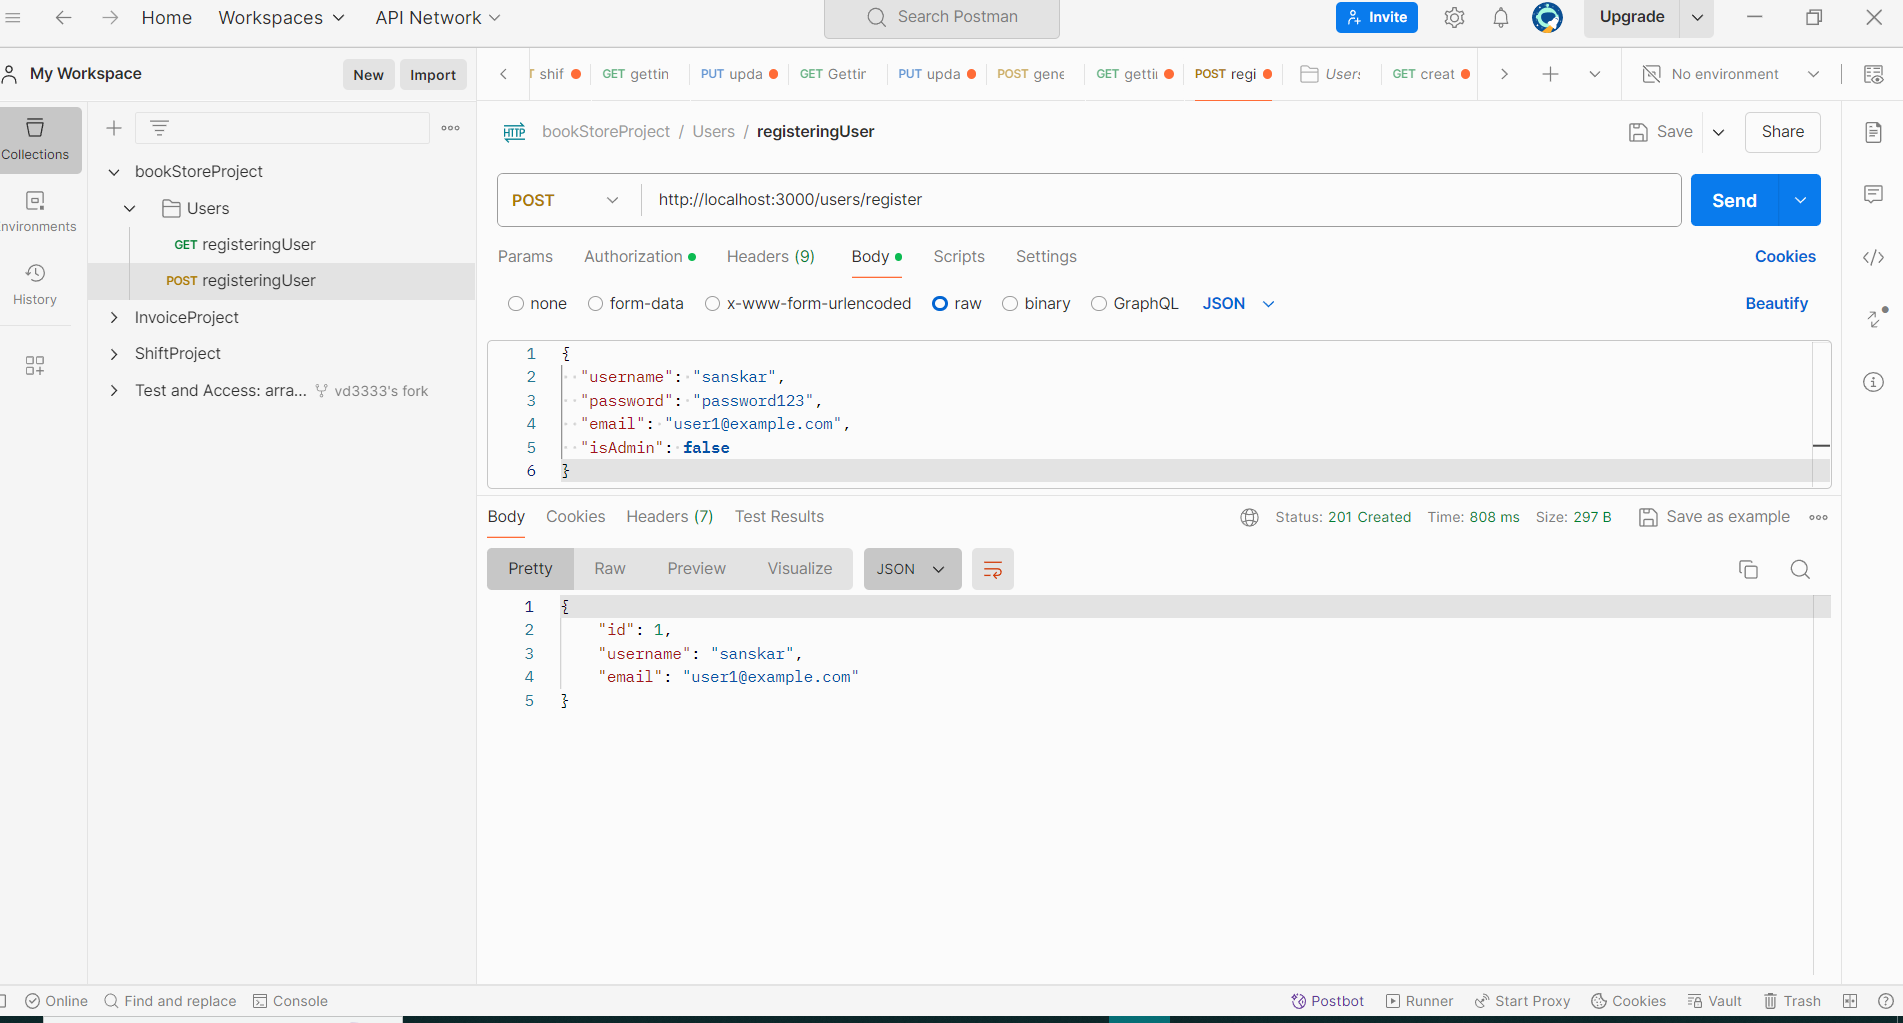 Home Workspaces API Network Search Postman Invite Upgrade
My Workspace New Import
shif GET gettin PUT upda GET Gettir PUT upda POST gene GET getti POST regi Users GET creat No environment
Collections
bookStoreProject / Users / registeringUser Save Share
bookStoreProject
Users
GET registeringUser
POST registeringUser
InvoiceProject
ShiftProject
Test and Access: arra... vd3333's fork
nvironments
History
POST http://localhost:3000/users/register Send
Params Authorization Headers (9) Body Scripts Settings Cookies
none form-data x-www-form-urlencoded raw binary GraphQL JSON Beautify
1 {
2 "username": "sanskar",
3 "password": "password123",
4 "email": "user1@example.com",
5 "isAdmin": false
6 }
Body Cookies Headers (7) Test Results Status: 201 Created Time: 808 ms Size: 297 B Save as example
Pretty Raw Preview Visualize JSON
1 {
2 "id": 1,
3 "username": "sanskar",
4 "email": "user1@example.com"
5 }
Online Find and replace Console Postbot Runner Start Proxy Cookies Vault Trash